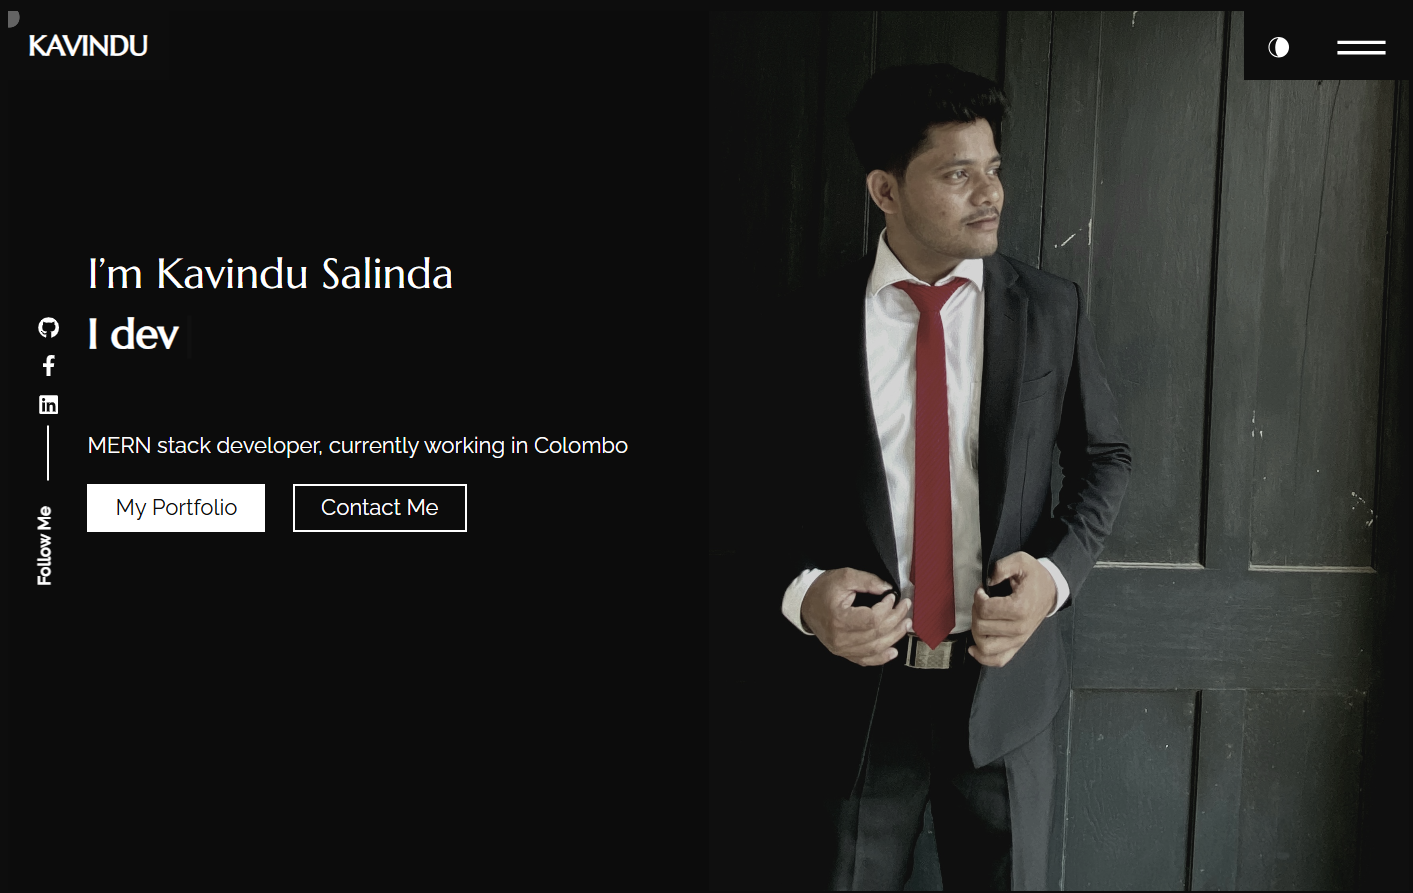 KAVINDU
I’m Kavindu Salinda
I dev
MERN stack developer, currently working in Colombo
My Portfolio
Contact Me
Follow Me